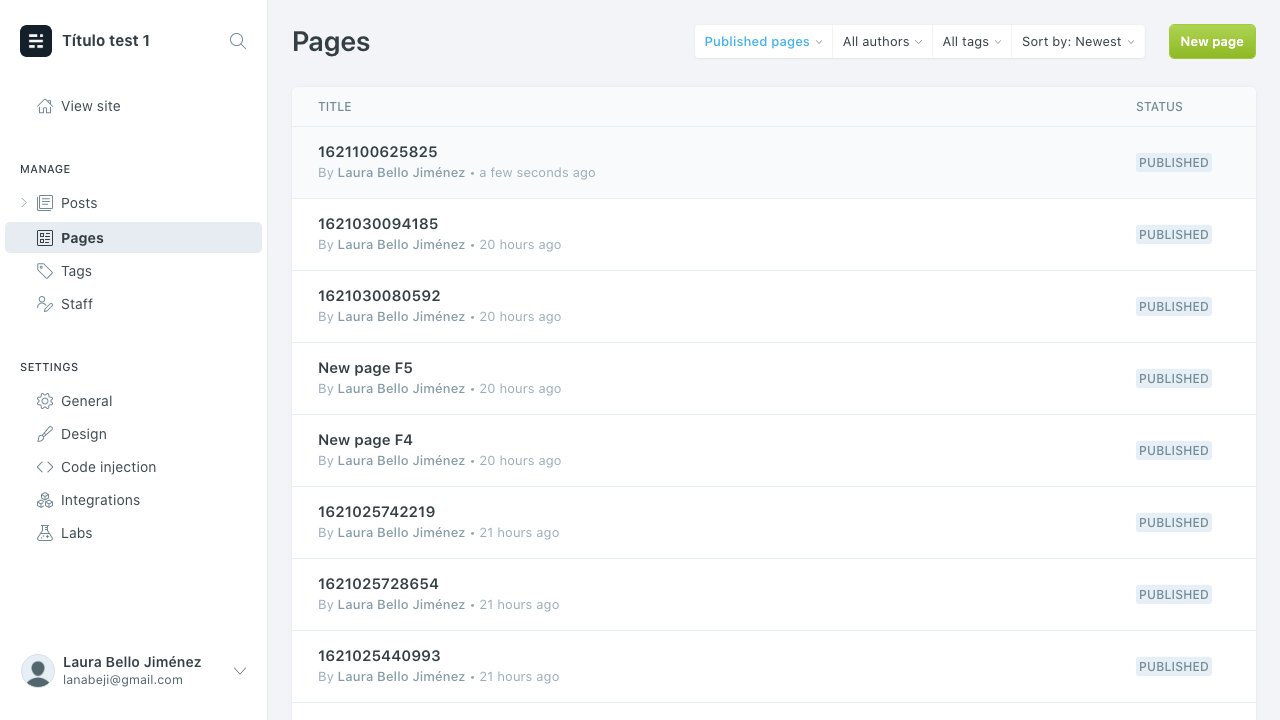 Título test 1
View site
MANAGE
Posts
Pages
Tags
Staff
SETTINGS
General
Design
Code injection
Integrations
Labs
Laura Bello Jiménez
lanabeji@gmail.com
Pages
Published pages
All authors
All tags
Sort by: Newest
New page
TITLE STATUS
1621100625825
By Laura Bello Jiménez • a few seconds ago
PUBLISHED
1621030094185
By Laura Bello Jiménez • 20 hours ago
PUBLISHED
1621030080592
By Laura Bello Jiménez • 20 hours ago
PUBLISHED
New page F5
By Laura Bello Jiménez • 20 hours ago
PUBLISHED
New page F4
By Laura Bello Jiménez • 20 hours ago
PUBLISHED
1621025742219
By Laura Bello Jiménez • 21 hours ago
PUBLISHED
1621025728654
By Laura Bello Jiménez • 21 hours ago
PUBLISHED
1621025440993
By Laura Bello Jiménez • 21 hours ago
PUBLISHED